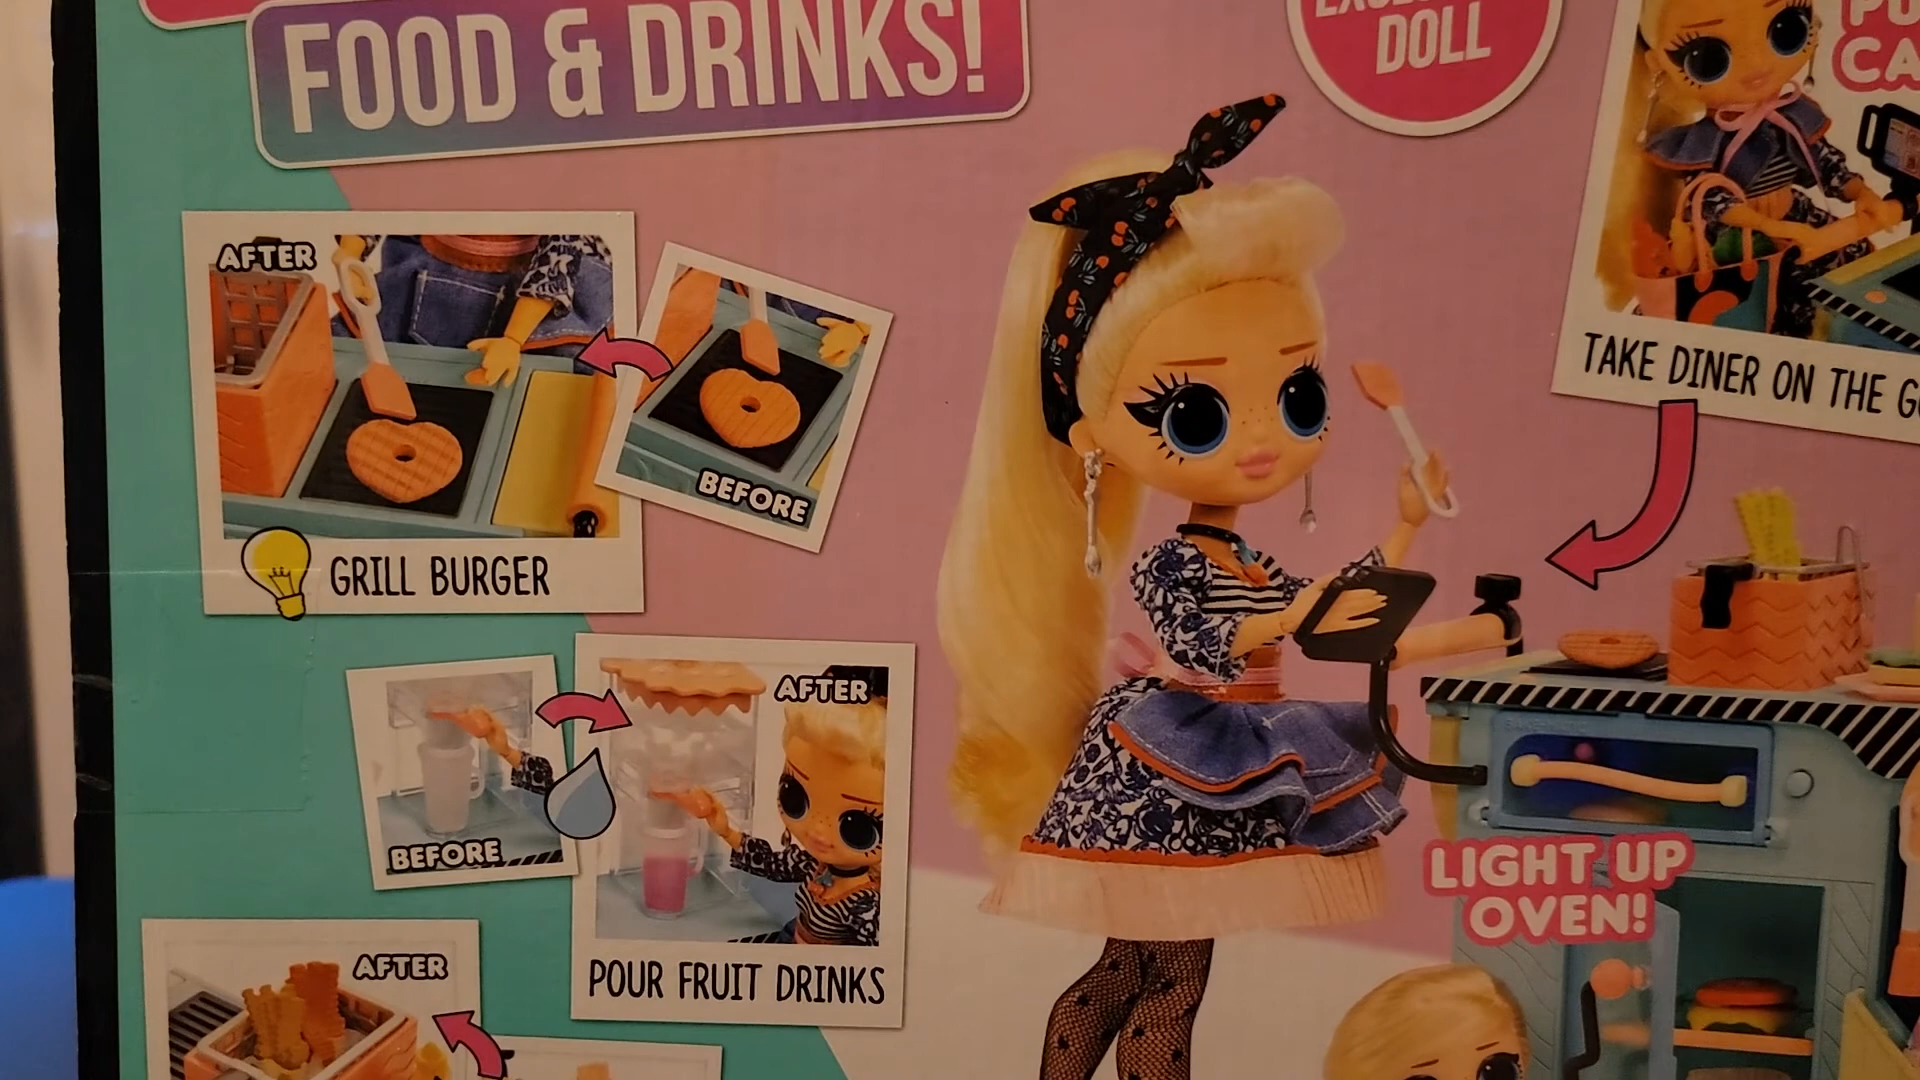 FOOD & DRINKS!
DOLL
TAKE DINER ON THE
AFTER
BEFORE
GRILL BURGER
AFTER
BEFORE
POUR FRUIT DRINKS
LIGHT UP
OVEN!
AFTER